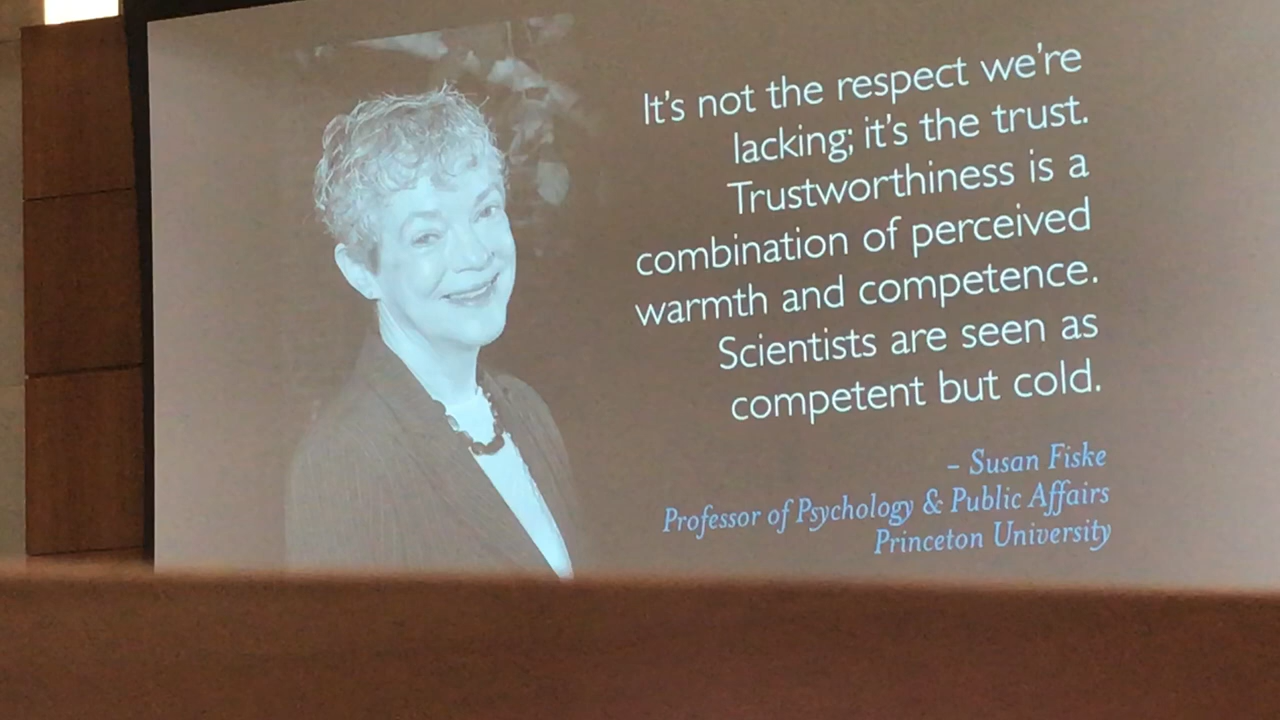 It's not the respect we're
lacking; it's the trust.
Trustworthiness is a
combination of perceived
warmth and competence.
Scientists are seen as
competent but cold.
– Susan Fiske
Professor of Psychology & Public Affairs
Princeton University